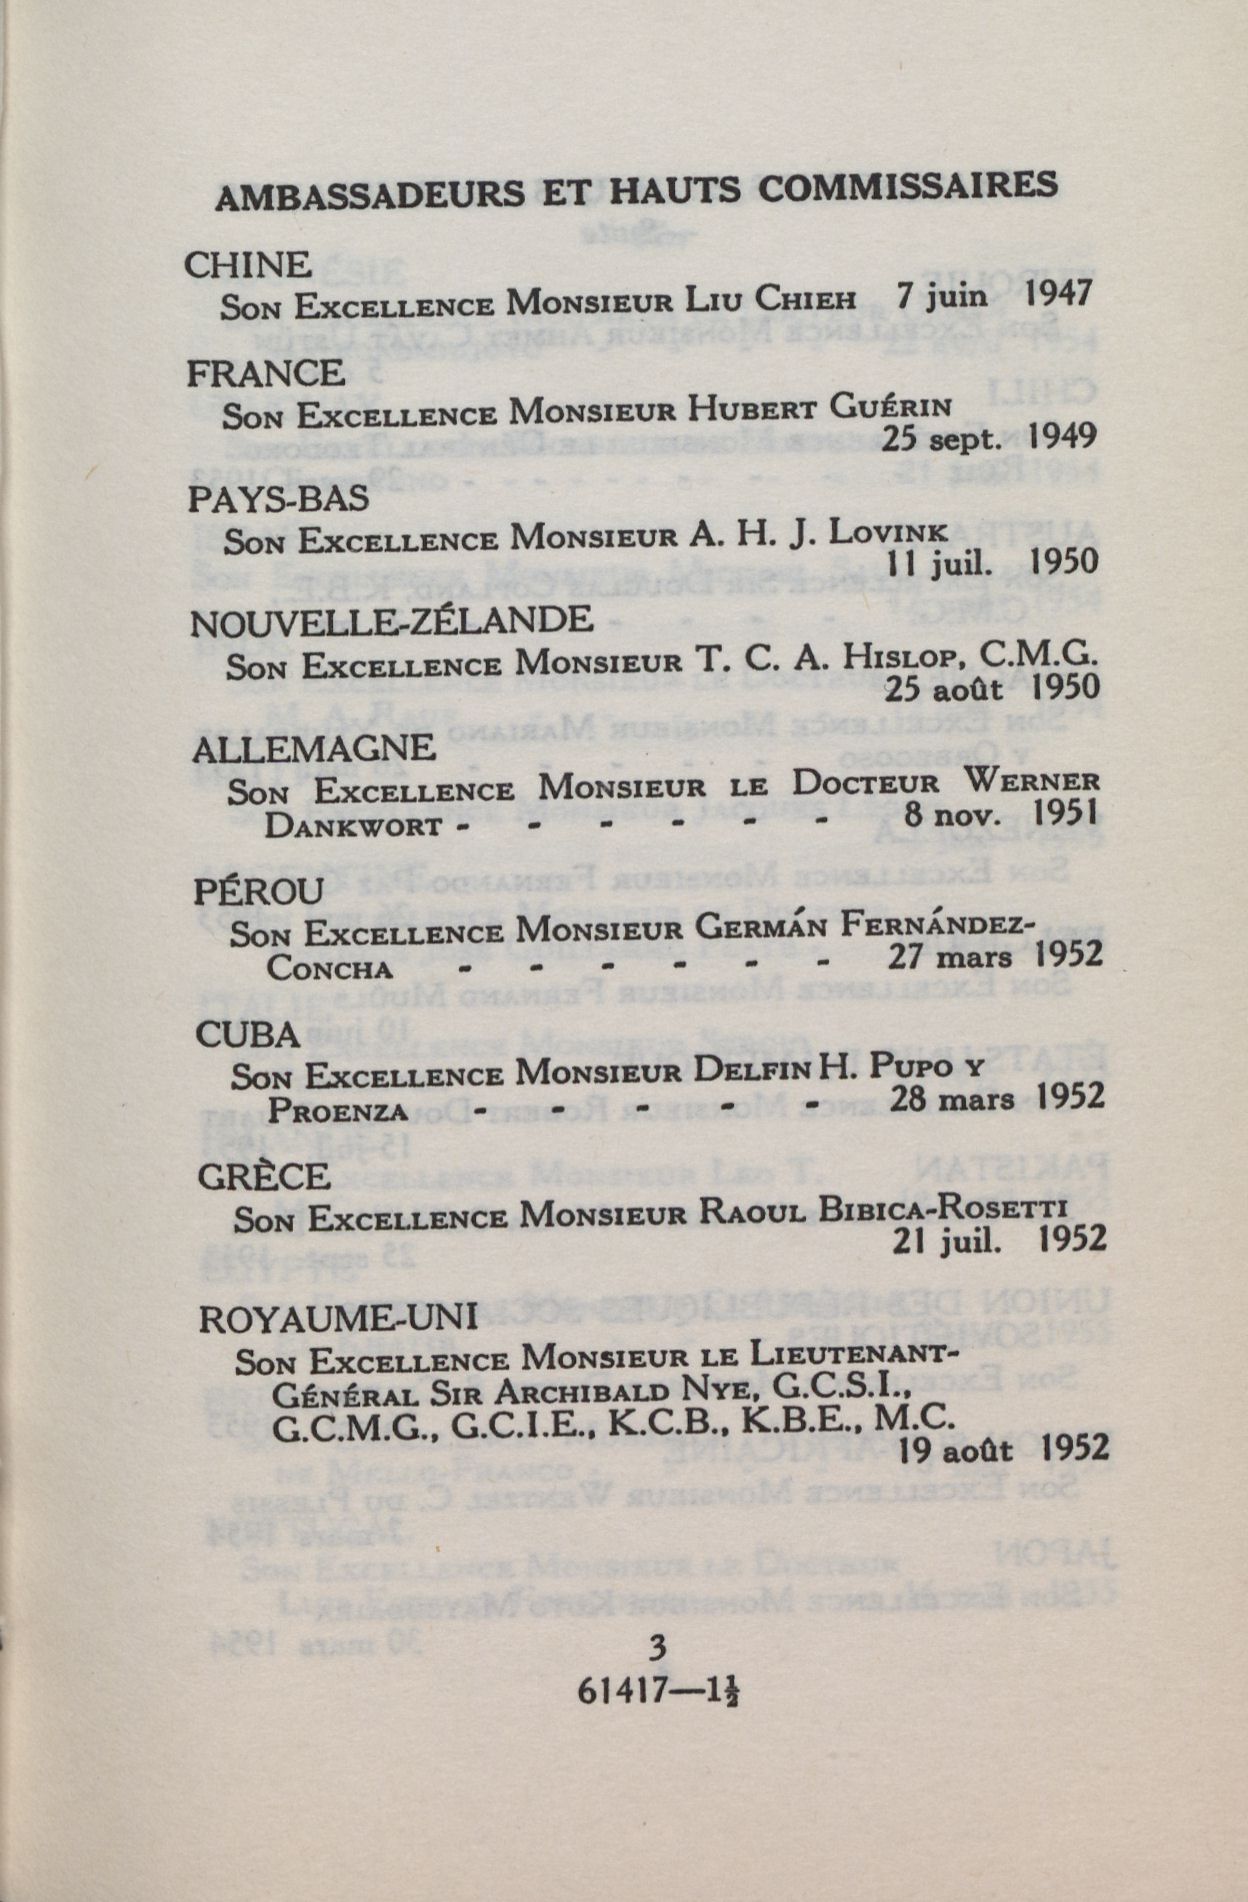 AMBASSADEURS ET HAUTS COMMISSAIRES
CHINE
SON EXCELLENCE MONSIEUR LIU CHIEH 7 juin 1947
FRANCE
SON EXCELLENCE MONSIEUR HUBERT GUÉRIN
25 sept. 1949
PAYS-BAS
SON EXCELLENCE MONSIEUR A. H. J. LOVINK
11 juil. 1950
NOUVELLE-ZÉLANDE
SON EXCELLENCE MONSIEUR T. C. A. HISLOP, C.M.G.
25 août 1950
ALLEMAGNE
SON EXCELLENCE MONSIEUR LE DOCTEUR WERNER
DANKWORT - - - - - - 8 nov. 1951
PÉROU
SON EXCELLENCE MONSIEUR GERMÁN FERNÁNDEZ-
CONCHA - - - - - - 27 mars 1952
CUBA
SON EXCELLENCE MONSIEUR DELFIN H. PUPO Y
PROENZA - - - - - 28 mars 1952
GRÈCE
SON EXCELLENCE MONSIEUR RAOUL BIBICA-ROSETTI
21 juil. 1952
ROYAUME-UNI
SON EXCELLENCE MONSIEUR LE LIEUTENANT-
GÉNÉRAL SIR ARCHIBALD NYE, G.C.S.I.,
G.C.M.G., G.C.I.E., K.C.B., K.B.E., M.C.
19 août 1952
3
61417—1½